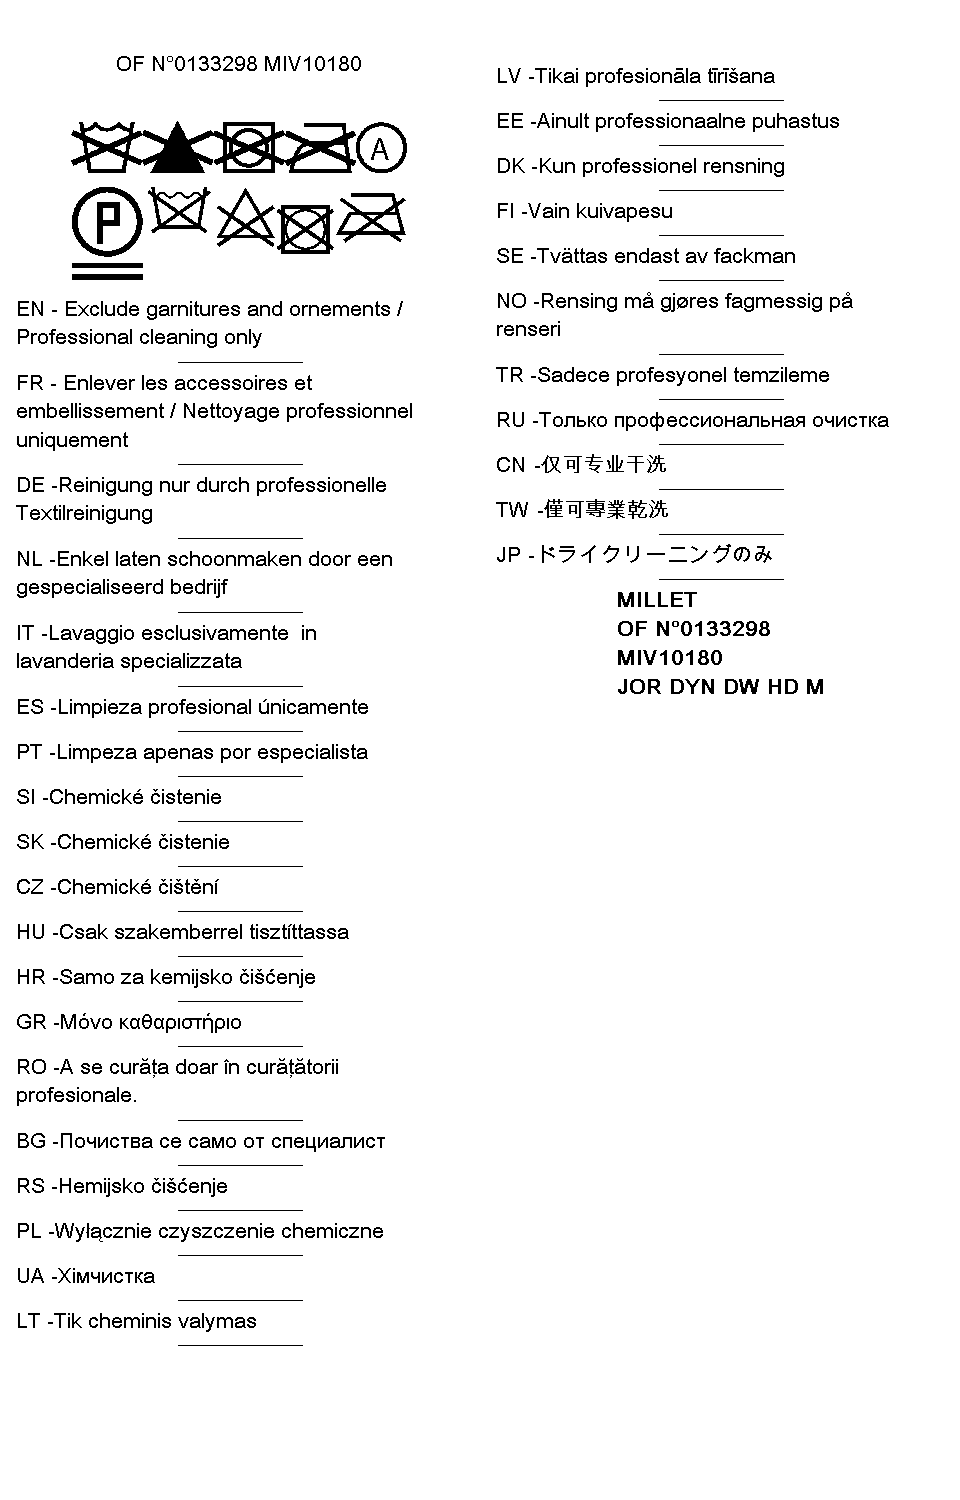 OF N°0133298 MIV10180
A
P
EN - Exclude garnitures and ornements /
Professional cleaning only
FR - Enlever les accessoires et
embellissement / Nettoyage professionnel
uniquement
DE -Reinigung nur durch professionelle
Textilreinigung
NL -Enkel laten schoonmaken door een
gespecialiseerd bedrijf
IT -Lavaggio esclusivamente  in
lavanderia specializzata
ES -Limpieza profesional únicamente
PT -Limpeza apenas por especialista
SI -Chemické čistenie
SK -Chemické čistenie
CZ -Chemické čištění
HU -Csak szakemberrel tisztíttassa
HR -Samo za kemijsko čišćenje
GR -Μόνο καθαριστήριο
RO -A se curăța doar în curățătorii
profesionale.
BG -Почиства се само от специалист
RS -Hemijsko čišćenje
PL -Wyłącznie czyszczenie chemiczne
UA -Хімчистка
LT -Tik cheminis valymas
LV -Tikai profesionāla tīrīšana
EE -Ainult professionaalne puhastus
DK -Kun professionel rensning
FI -Vain kuivapesu
SE -Tvättas endast av fackman
NO -Rensing må gjøres fagmessig på
renseri
TR -Sadece profesyonel temzileme
RU -Только профессиональная очистка
CN -仅可专业干洗
TW -僅可專業乾洗
JP -ドライクリーニングのみ
MILLET
OF N°0133298
MIV10180
JOR DYN DW HD M